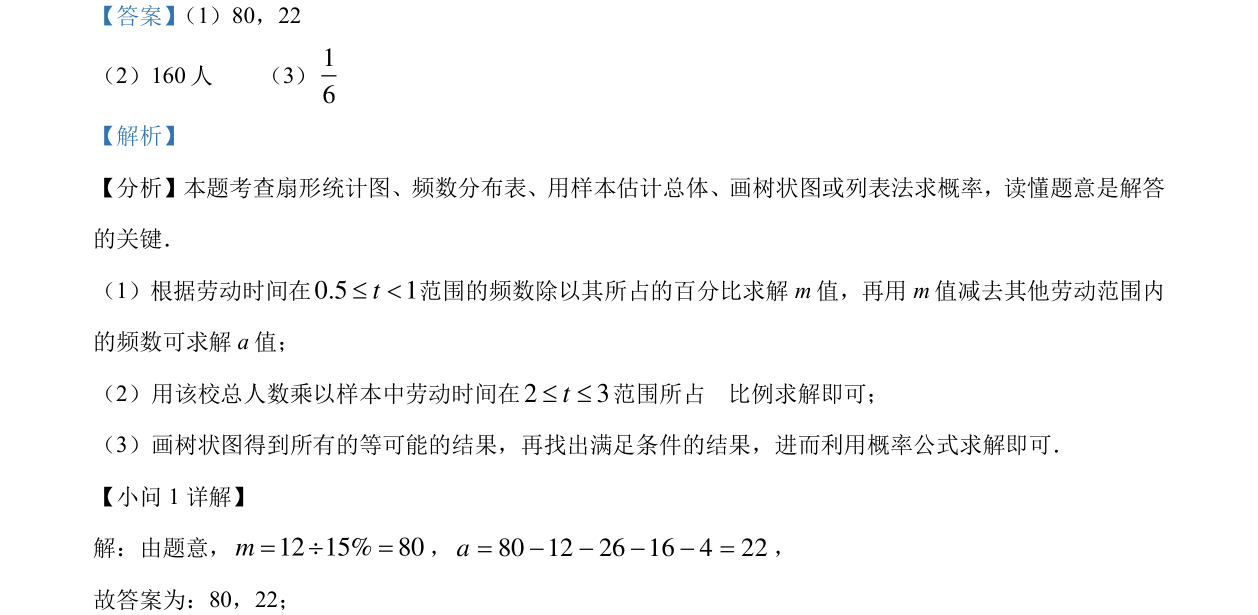 【答案】（1）80，22
（2）160 人 （3）1/6
【解析】
【分析】本题考查扇形统计图、频数分布表、用样本估计总体、画树状图或列表法求概率，读懂题意是解答
的关键．
（1）根据劳动时间在0.5≤t<1范围的频数除以其所占的百分比求解 m 值，再用 m 值减去其他劳动范围内
的频数可求解 a 值；
（2）用该校总人数乘以样本中劳动时间在2≤t≤3范围所占 比例求解即可；
（3）画树状图得到所有的等可能的结果，再找出满足条件的结果，进而利用概率公式求解即可．
【小问 1 详解】
解：由题意，m=12÷15%=80，a=80−12−26−16−4=22，
故答案为：80，22；